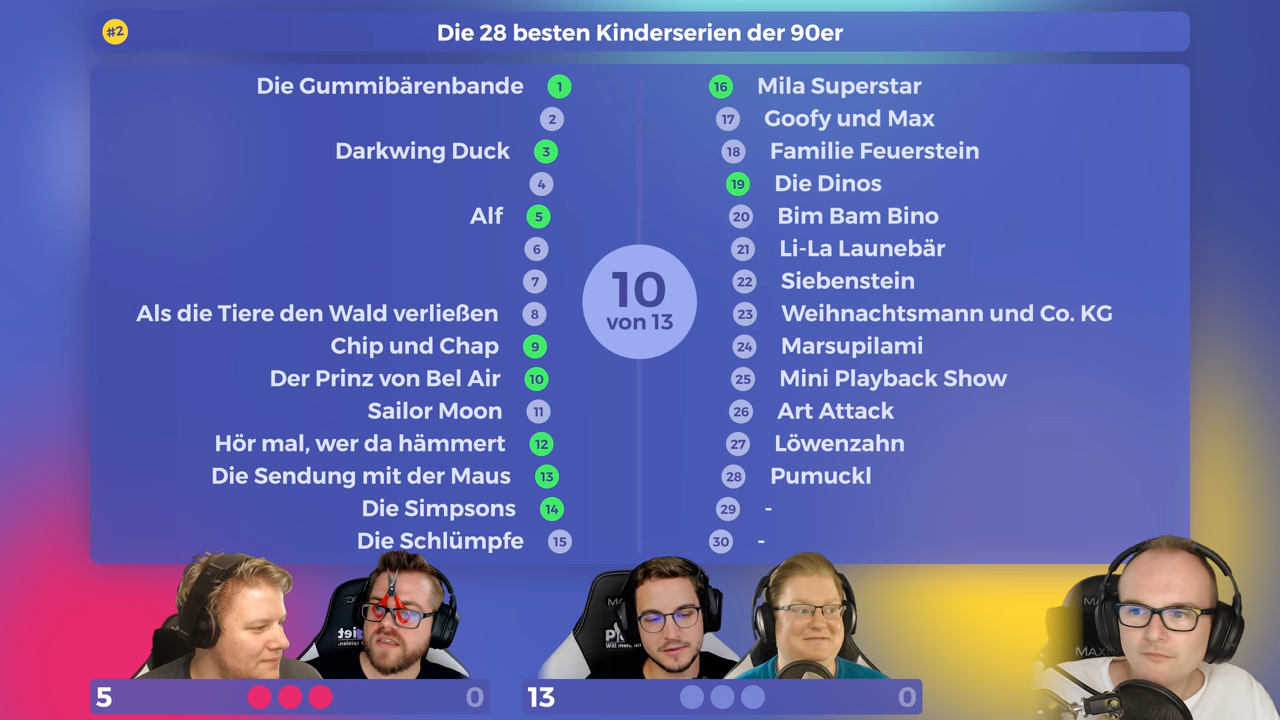 #2
Die 28 besten Kinderserien der 90er
Die Gummibärenbande 1
2
Darkwing Duck 3
4
Alf 5
6
7
Als die Tiere den Wald verließen 8
Chip und Chap 9
Der Prinz von Bel Air 10
Sailor Moon 11
Hör mal, wer da hämmert 12
Die Sendung mit der Maus 13
Die Simpsons 14
Die Schlümpfe 15
10
von 13
16 Mila Superstar
17 Goofy und Max
18 Familie Feuerstein
19 Die Dinos
20 Bim Bam Bino
21 Li-La Launebär
22 Siebenstein
23 Weihnachtsmann und Co. KG
24 Marsupilami
25 Mini Playback Show
26 Art Attack
27 Löwenzahn
28 Pumuckl
29 -
30 -
5 0
13 0